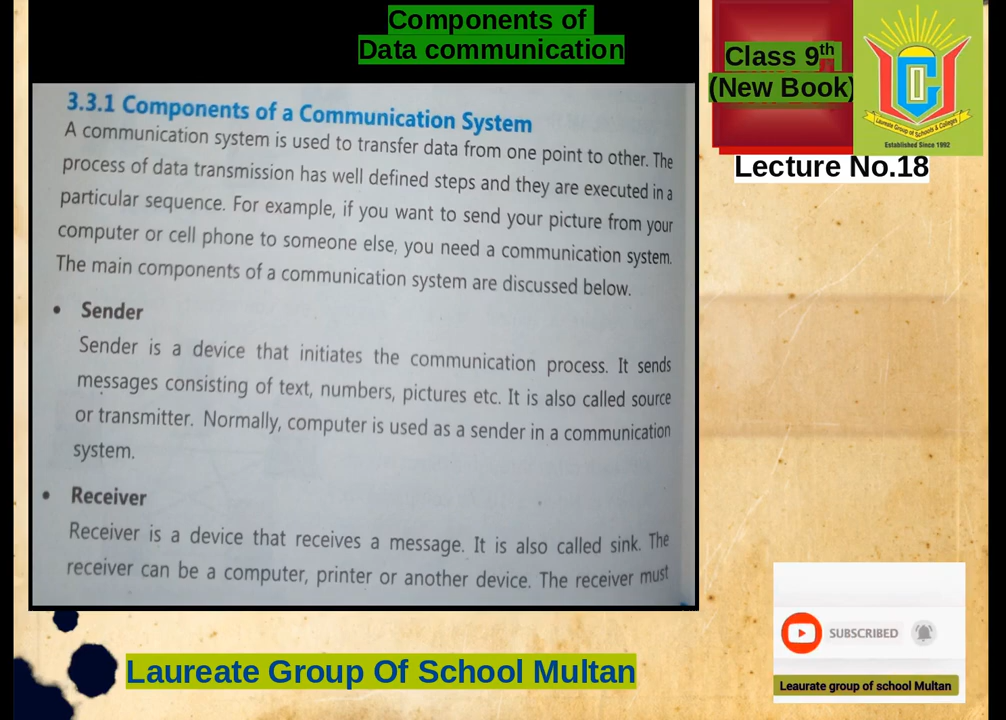 Components of
Data communication
Class 9th
(New Book)
Lecture No.18
Laureate Group of Schools & Colleges
Established Since 1992
3.3.1 Components of a Communication System
A communication system is used to transfer data from one point to other. The
process of data transmission has well defined steps and they are executed in a
particular sequence. For example, if you want to send your picture from your
computer or cell phone to someone else, you need a communication system.
The main components of a communication system are discussed below.
• Sender
Sender is a device that initiates the communication process. It sends
messages consisting of text, numbers, pictures etc. It is also called source
or transmitter. Normally, computer is used as a sender in a communication
system.
• Receiver
Receiver is a device that receives a message. It is also called sink. The
receiver can be a computer, printer or another device. The receiver must
SUBSCRIBED
Leaurate group of school Multan
Laureate Group Of School Multan